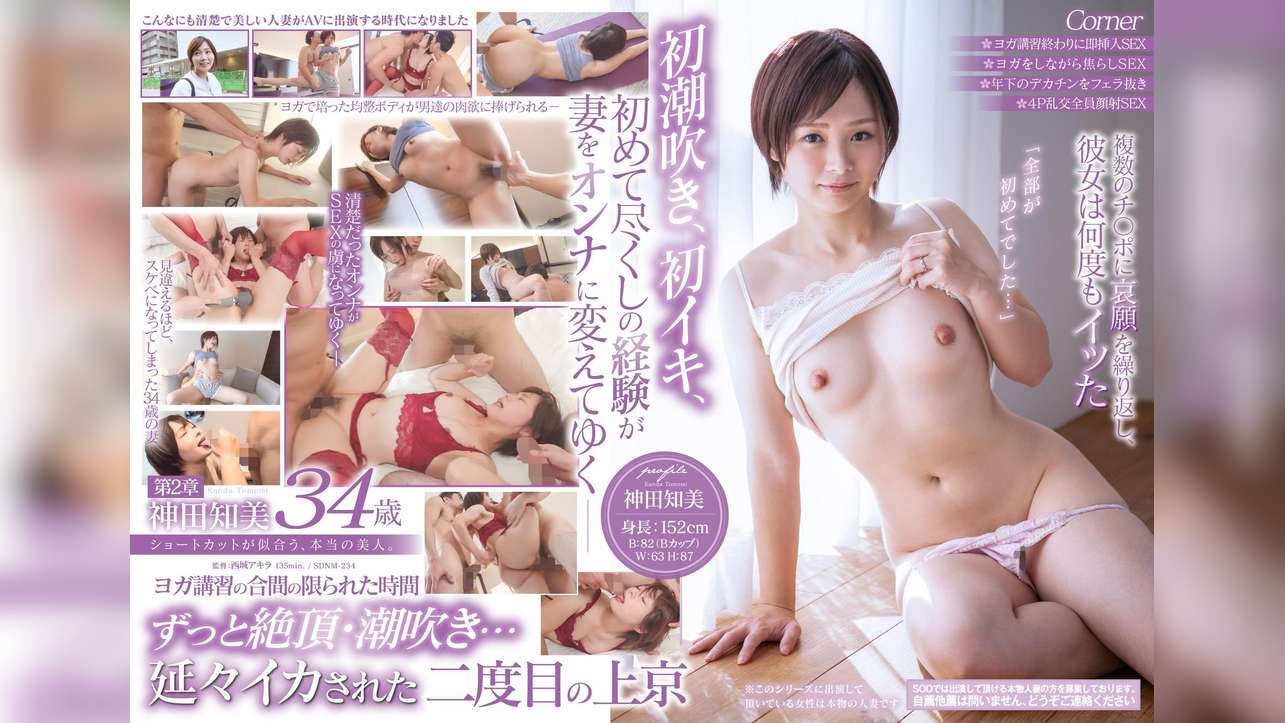 こんなにも清楚で美しい人妻がAVに出演する時代になりました
ヨガで培った均整ボディが男達の肉欲に捧げられる―
清楚だったオンナが
SEXの虜になってゆく―
見違えるほど、
スケベになってしまった34歳の妻
初潮吹き、初イキ、
初めて尽くしの経験が
妻をオンナに変えてゆく――
第2章
Kanda Tomomi
神田知美 34歳
ショートカットが似合う、本当の美人。
監督:西城アキラ 135min. / SDNM-234
ヨガ講習の合間の限られた時間
ずっと絶頂・潮吹き…
延々イカされた二度目の上京
profile
Kanda Tomomi
神田知美
身長:152cm
B:82(Bカップ)
W:63 H:87
Corner
ヨガ講習終わりに即挿入SEX
ヨガをしながら焦らしSEX
年下のデカチンをフェラ抜き
4P乱交全員顔射SEX
複数のチ〇ポに哀願を繰り返し、
彼女は何度もイッた
「全部が
初めてでした…」
※このシリーズに出演して
頂いている女性は本物の人妻です
SODでは出演して頂ける本物人妻の方を募集しております。
自薦他薦は問いません、どうぞご連絡ください